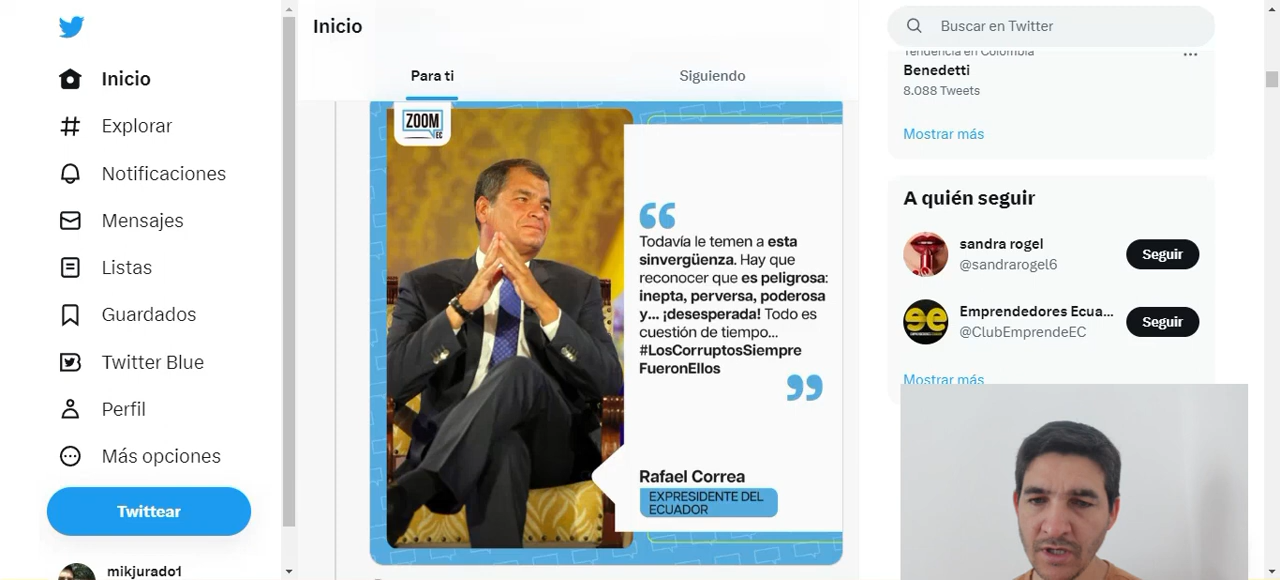 Inicio
Explorar
Notificaciones
Mensajes
Listas
Guardados
Twitter Blue
Perfil
Más opciones
Twittear
mikjurado1
Inicio
Para ti
Siguiendo
ZOOM
EC
“
Todavía le temen a esta
sinvergüenza. Hay que
reconocer que es peligrosa:
inepta, perversa, poderosa
y... ¡desesperada! Todo es
cuestión de tiempo...
#LosCorruptosSiempre
FueronEllos
”
Rafael Correa
EXPRESIDENTE DEL
ECUADOR
Buscar en Twitter
Tendencia en Colombia
Benedetti
8.088 Tweets
Mostrar más
A quién seguir
sandra rogel
@sandrarogel6
Seguir
Emprendedores Ecua...
@ClubEmprendeEC
Seguir
Mostrar más